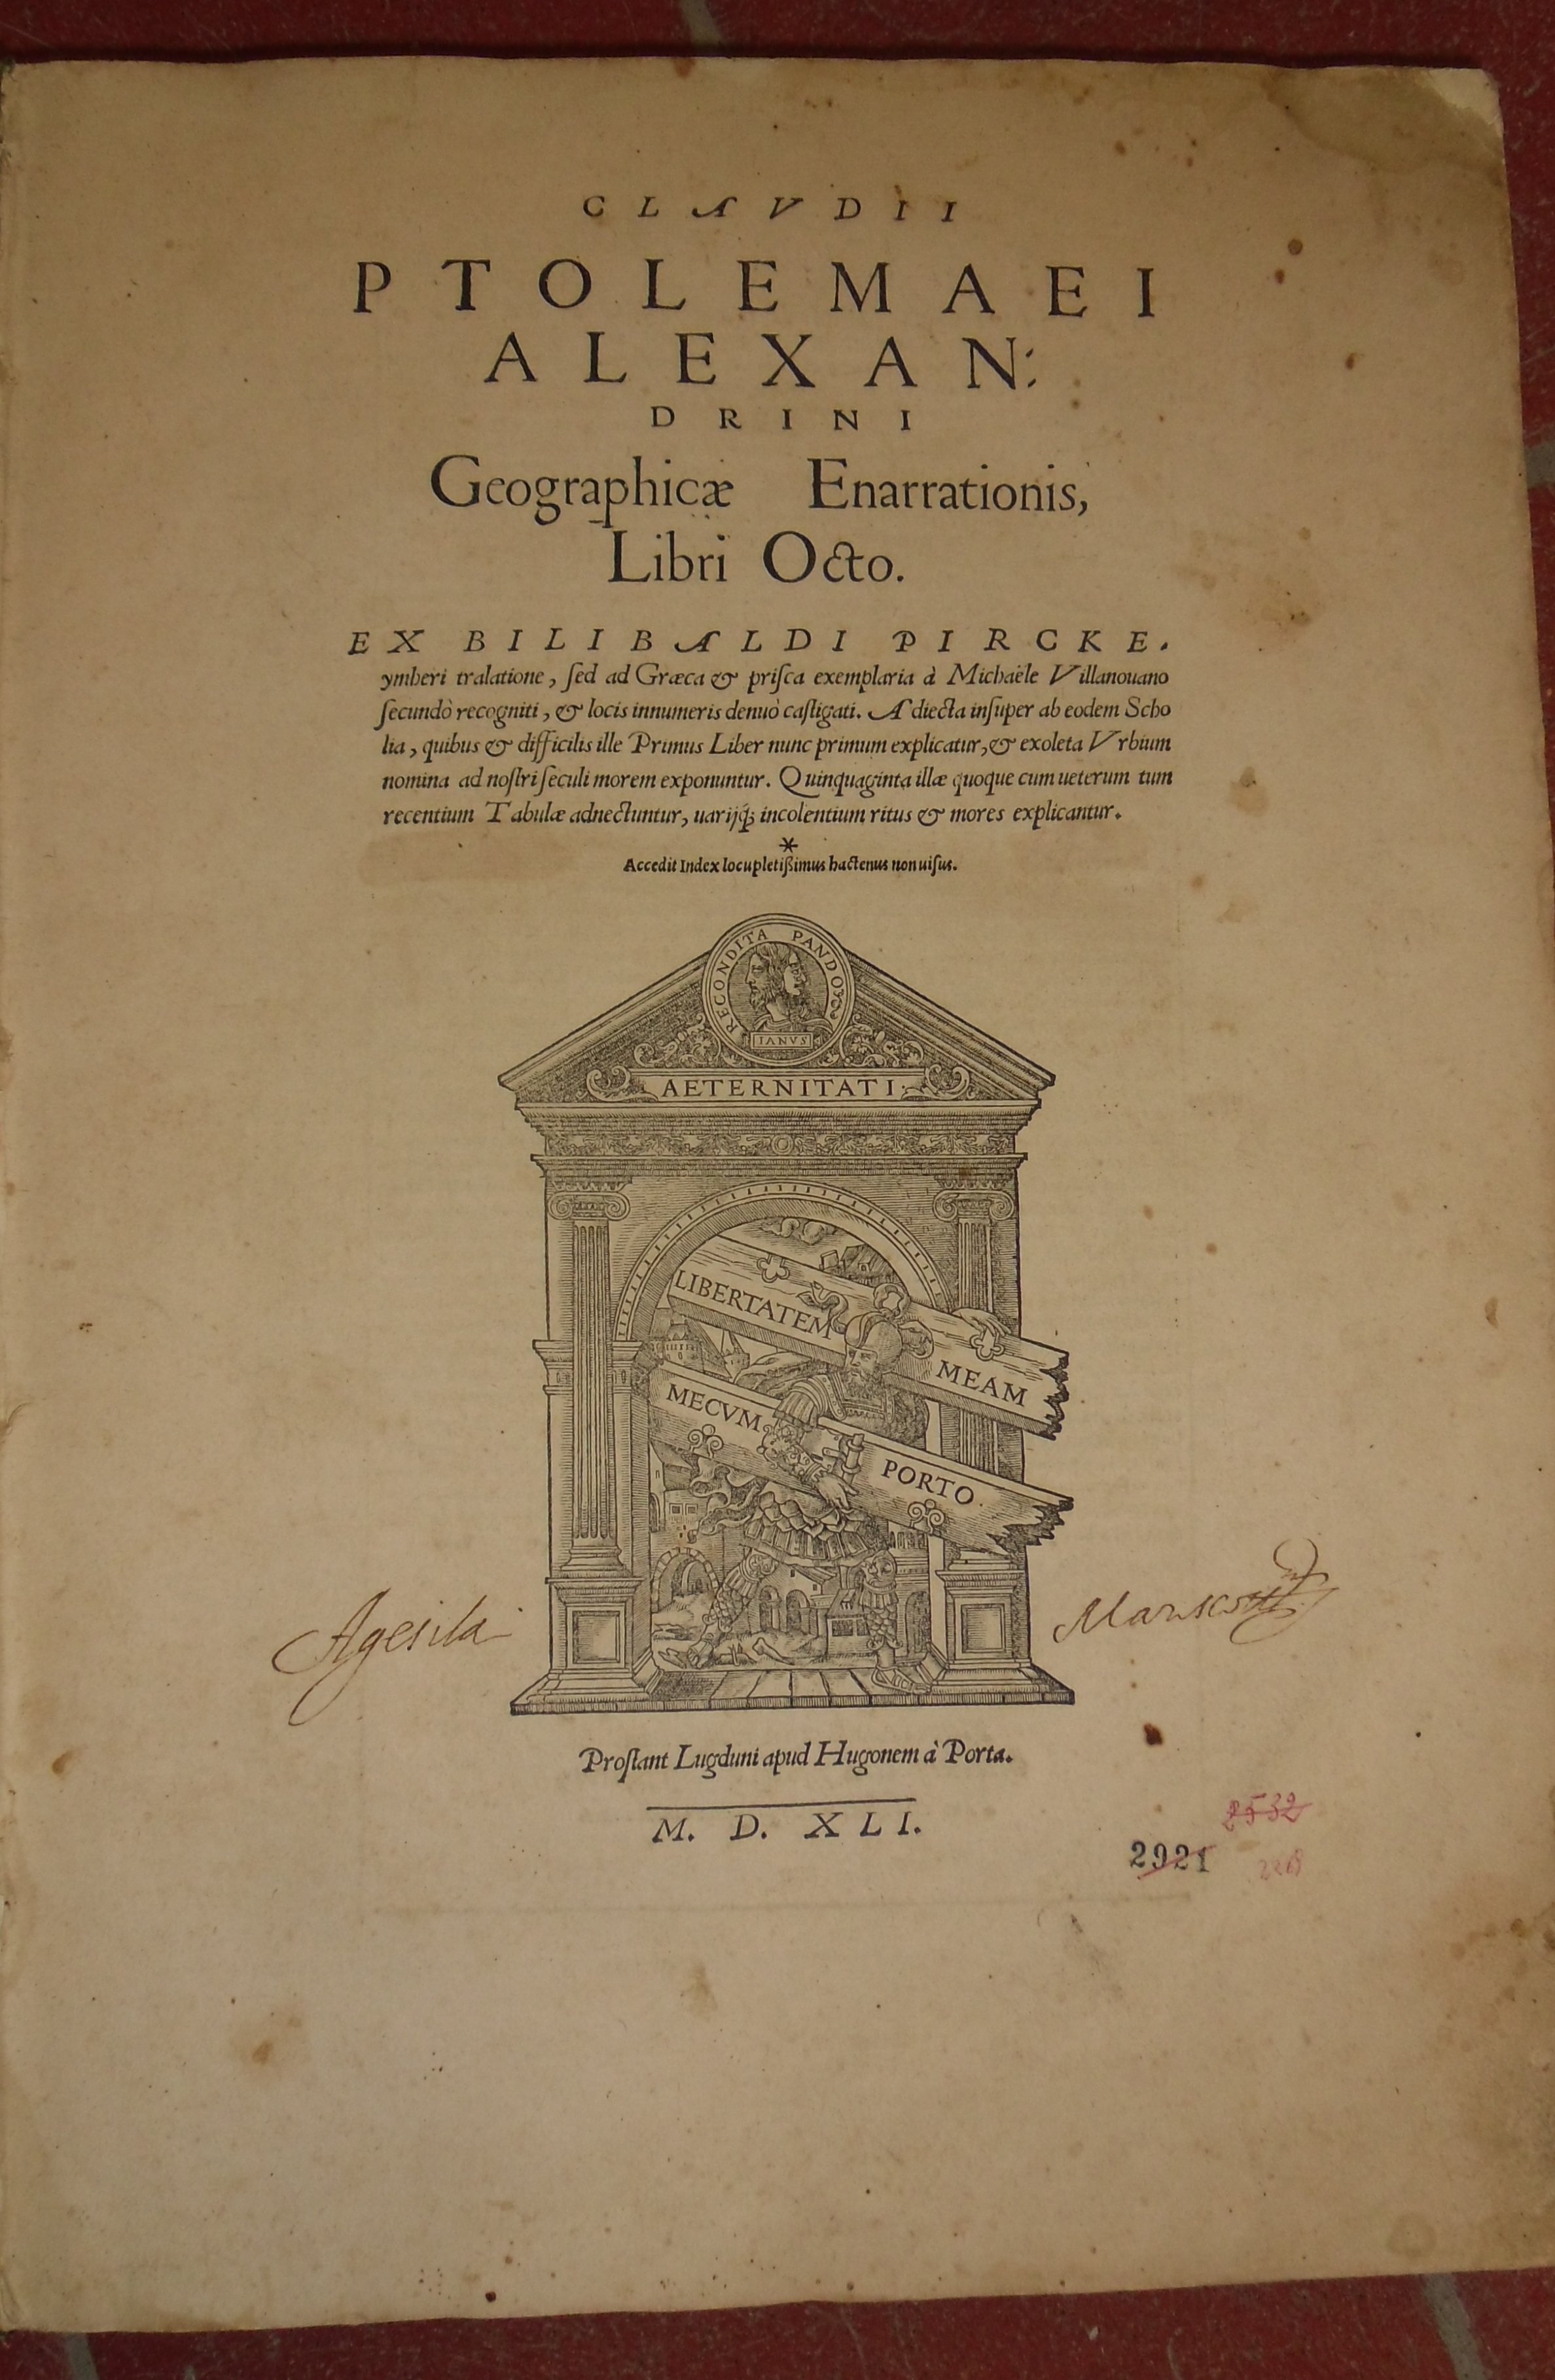 CLAVDII
PTOLEMAEI
ALEXAN:
DRINI
Geographicæ Enarrationis,
Libri Octo.
EX BILIBALDI PIRCKE.
ymberi tralatione, ſed ad Græca & priſca exemplaria à Michaële Villanouano
ſecundò recogniti, & locis innumeris denuò caſtigati. Adiecta inſuper ab eodem Scho
lia, quibus & difficilis ille Primus Liber nunc primum explicatur, & exoleta Vrbium
nomina ad noſtri ſeculi morem exponuntur. Quinquaginta illæ quoque cum ueterum tum
recentium Tabulæ adnectuntur, uarijq́; incolentium ritus & mores explicantur.
*
Accedit Index locupletißimus hactenus non uiſus.
RECONDITA PANDO
IANVS
AETERNITATI
LIBERTATEM MEAM
MECVM PORTO.
Agesila
Proſtant Lugduni apud Hugonem à Porta.
M. D. XLI.
2532
2921